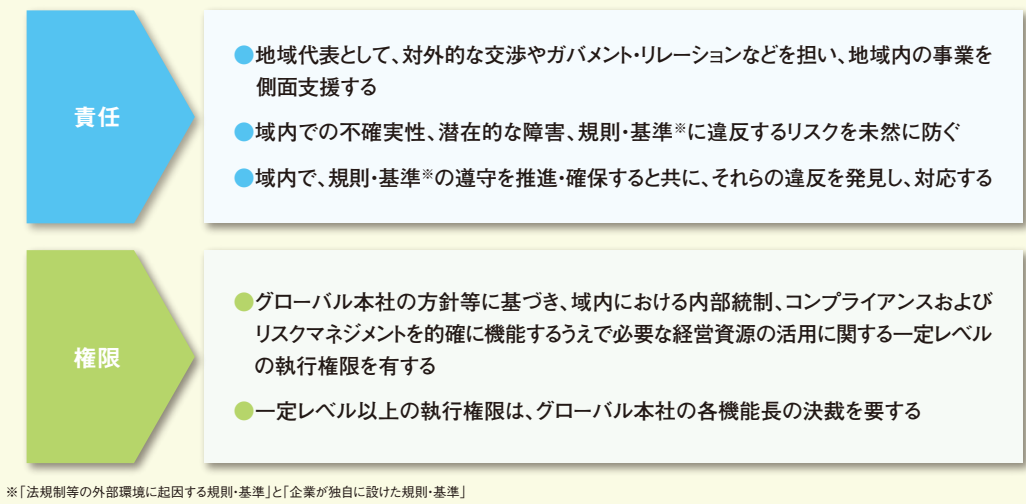 責任
●地域代表として、対外的な交渉やガバメント・リレーションなどを担い、地域内の事業を
側面支援する
●域内での不確実性、潜在的な障害、規則・基準※に違反するリスクを未然に防ぐ
●域内で、規則・基準※の遵守を推進・確保すると共に、それらの違反を発見し、対応する
権限
●グローバル本社の方針等に基づき、域内における内部統制、コンプライアンスおよび
リスクマネジメントを的確に機能するうえで必要な経営資源の活用に関する一定レベル
の執行権限を有する
●一定レベル以上の執行権限は、グローバル本社の各機能長の決裁を要する
※「法規制等の外部環境に起因する規則・基準」と「企業が独自に設けた規則・基準」